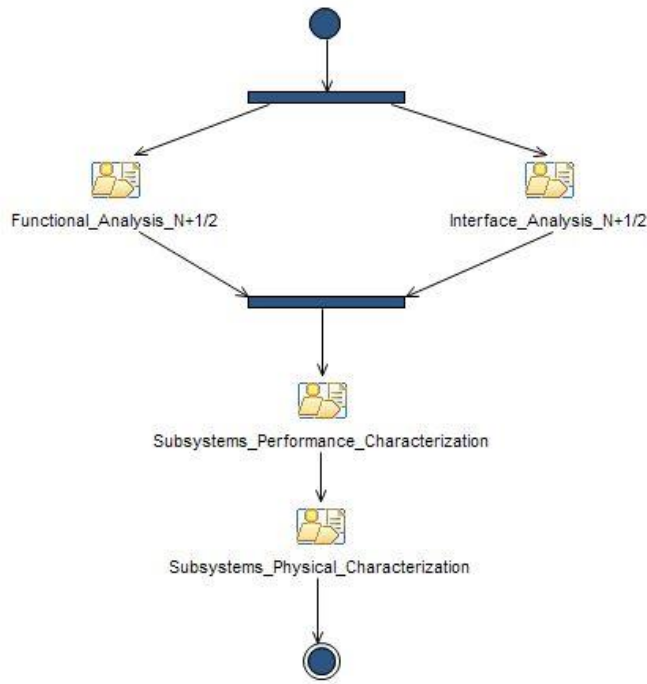 Functional_Analysis_N+1/2
Interface_Analysis_N+1/2
Subsystems_Performance_Characterization
Subsystems_Physical_Characterization